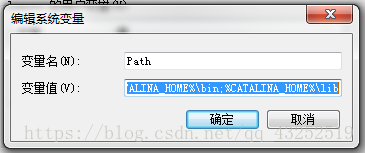 编辑系统变量
变量名(N):
Path
变量值(V):
ALINA_HOME%\bin;%CATALINA_HOME%\lib
确定
取消
https://blog.csdn.net/qq_43252519